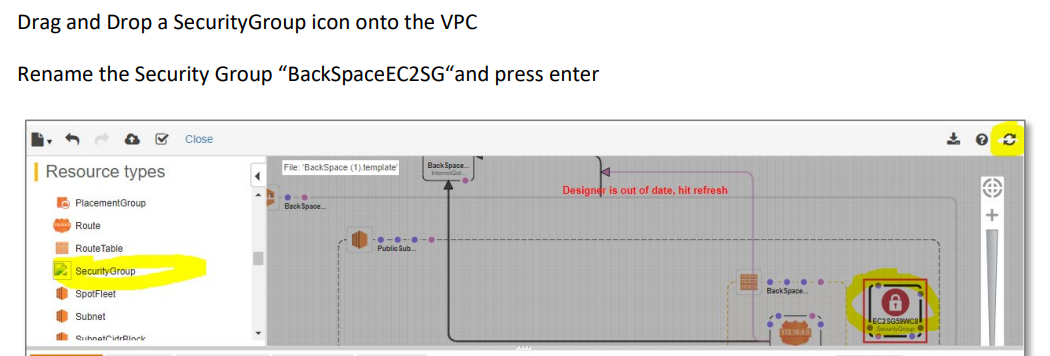 Drag and Drop a SecurityGroup icon onto the VPC
Rename the Security Group “BackSpaceEC2SG“and press enter
Close
Resource types
File: 'BackSpace (1).template'
BackSpace...
InternetGat...
Designer is out of date, hit refresh
PlacementGroup
BackSpace...
Route
RouteTable
PublicSub...
SecurityGroup
SpotFleet
BackSpace...
Subnet
EC2SG59WC8
SecurityGroup
172.16.0.0
SubnetCidrBlock